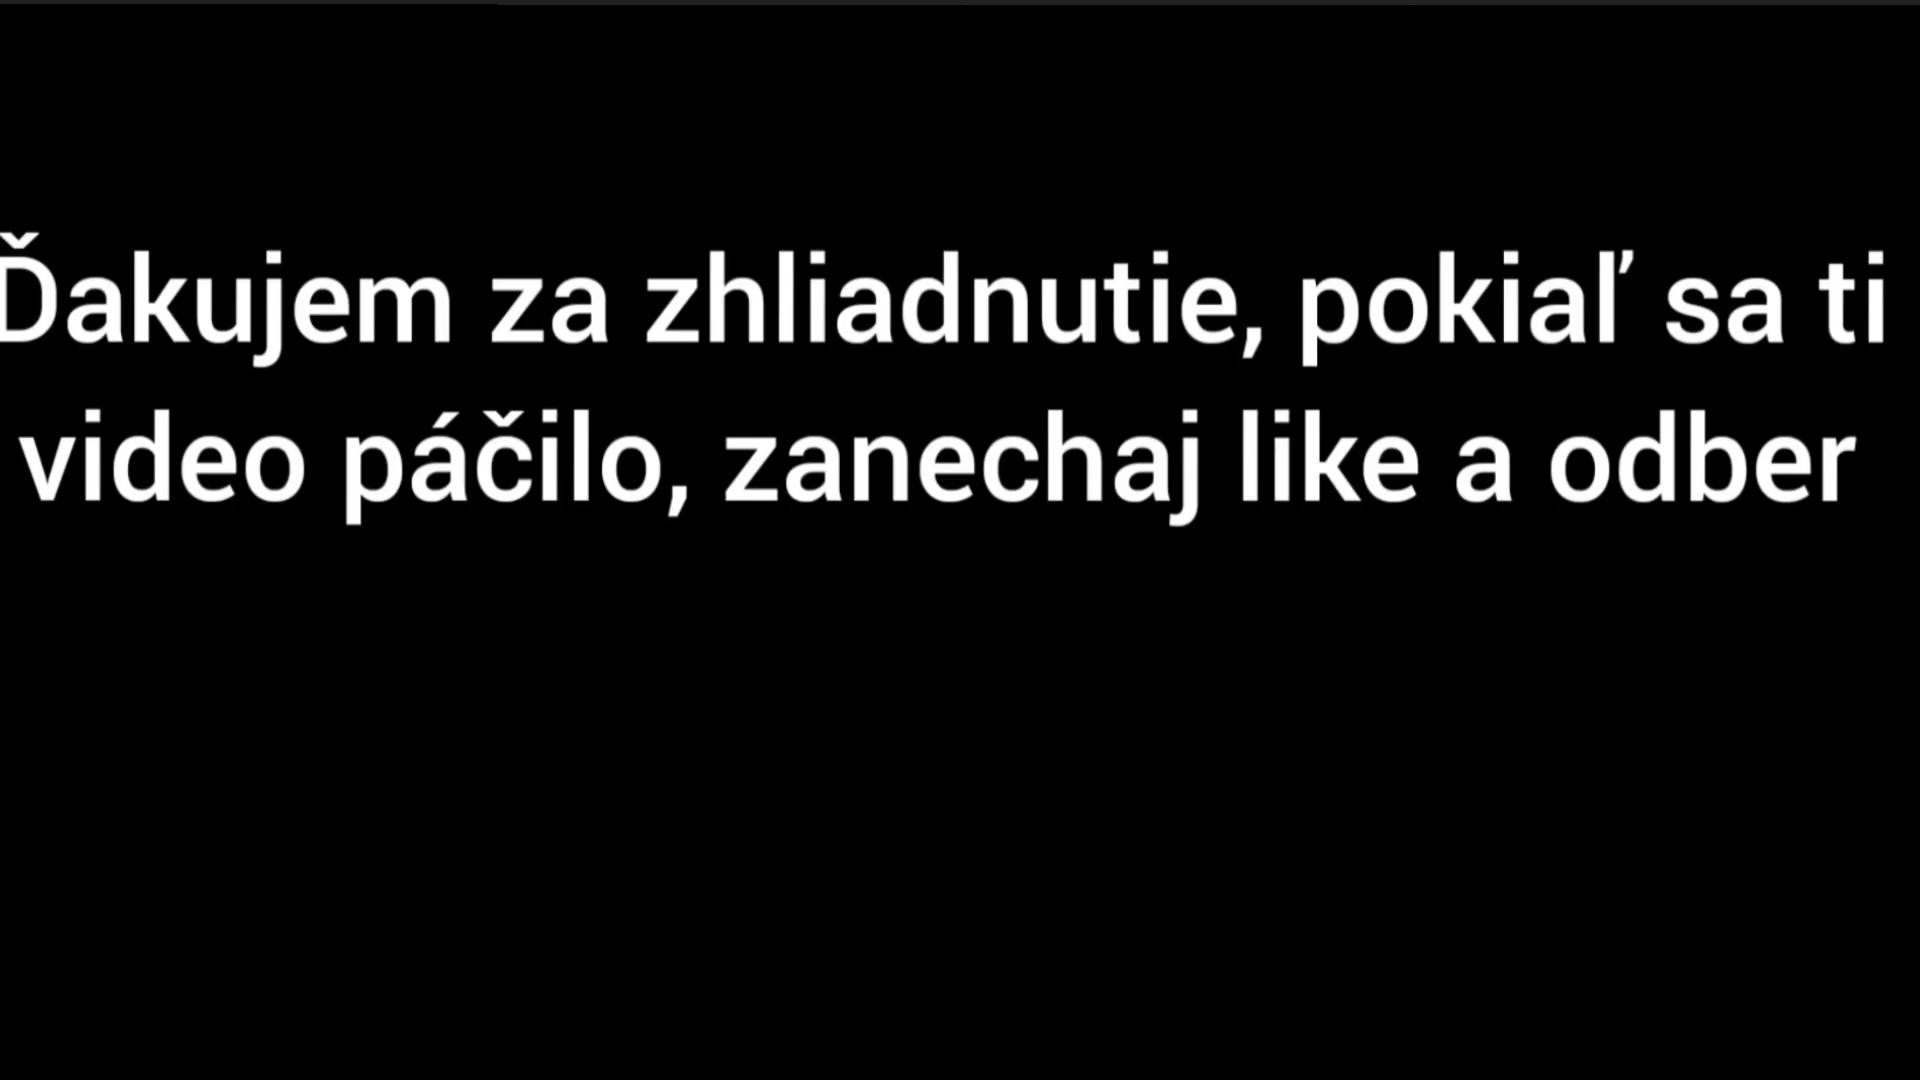 Ďakujem za zhliadnutie, pokiaľ sa ti
video páčilo, zanechaj like a odber